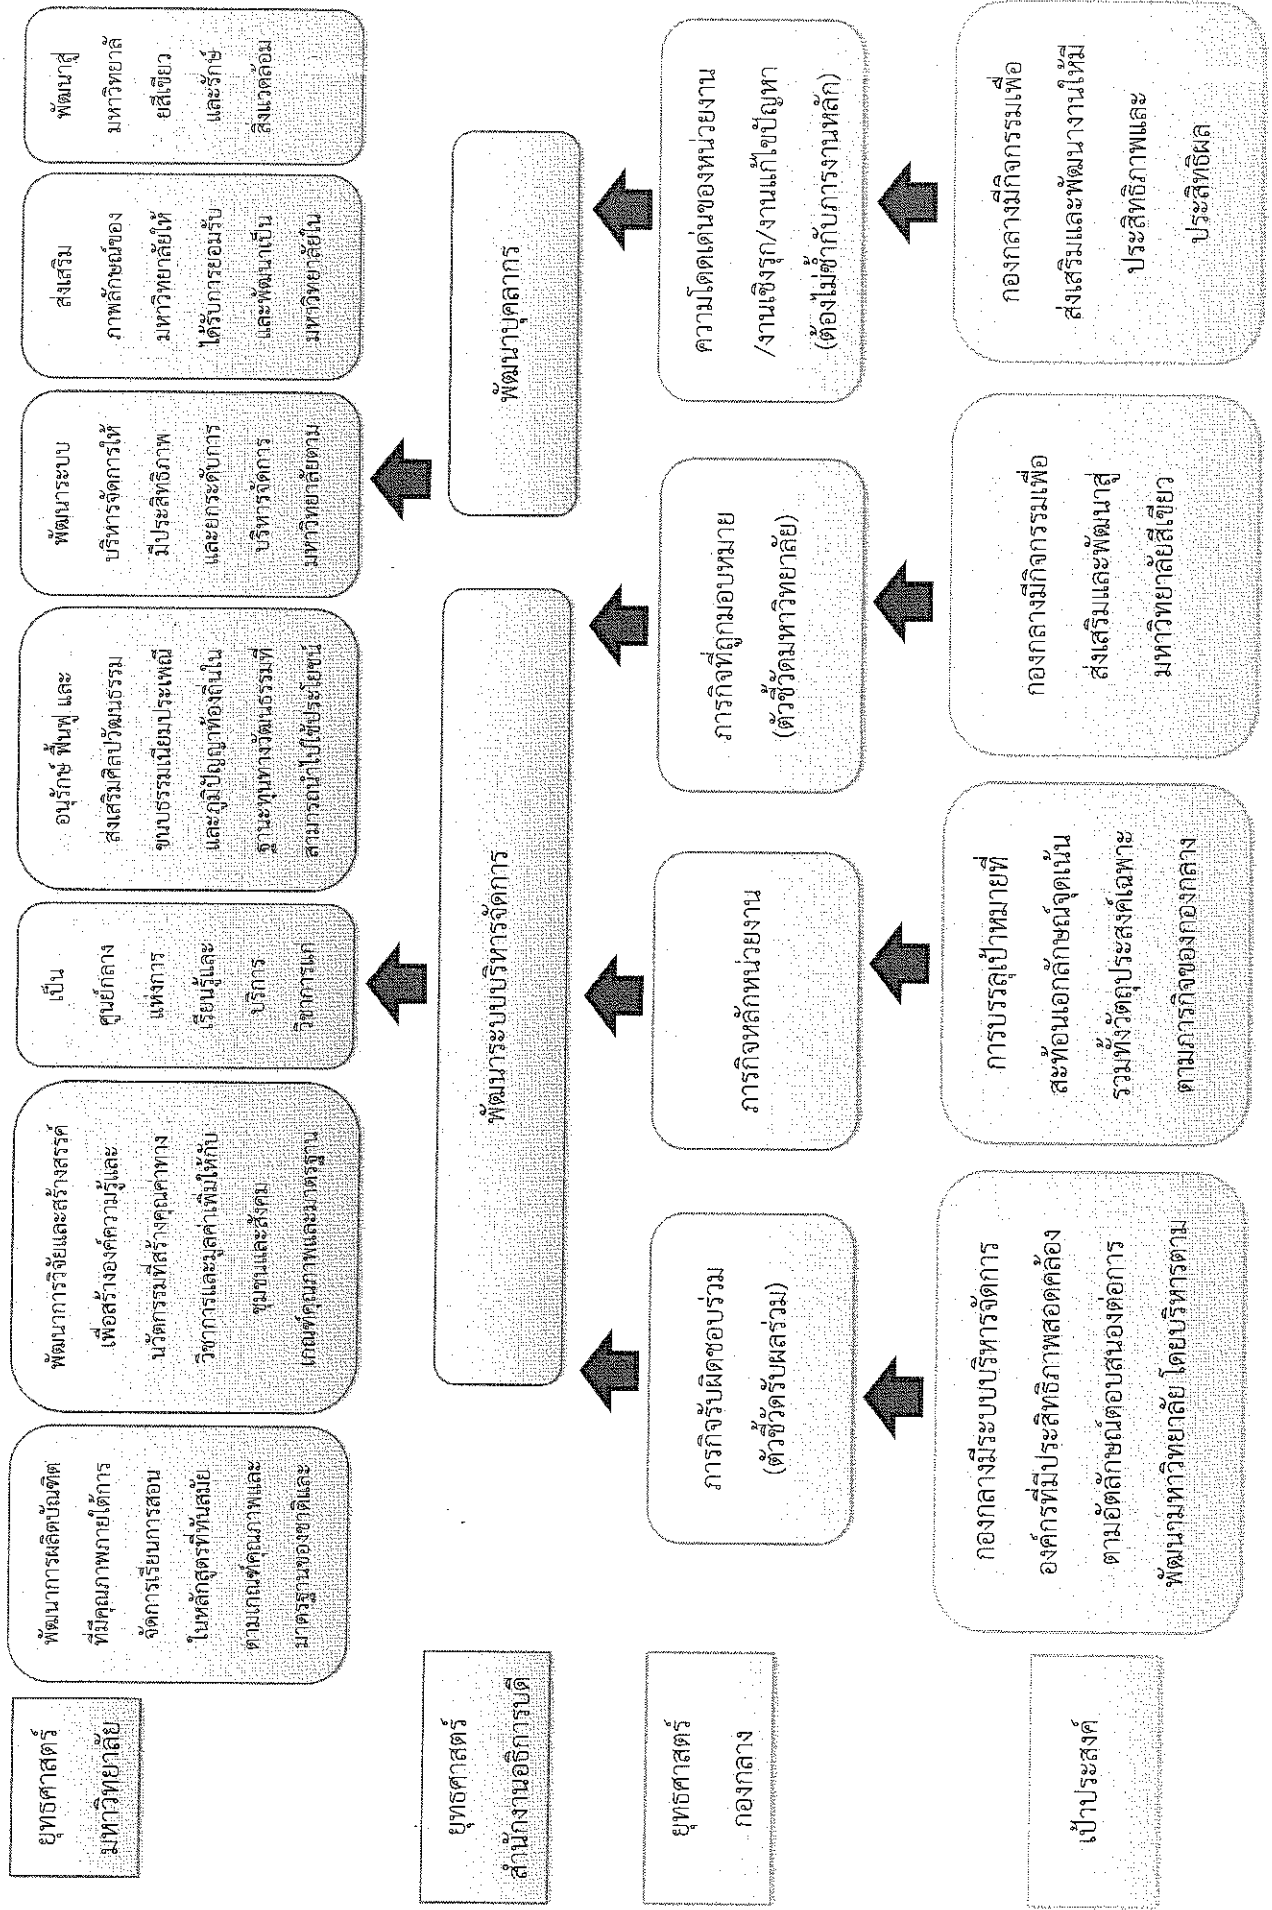 ยุทธศาสตร์
มหาวิทยาลัย
พัฒนาการผลิตบัณฑิต
ที่มีคุณภาพภายใต้การ
จัดการเรียนการสอน
ในหลักสูตรที่ทันสมัย
ตามเกณฑ์คุณภาพและ
มาตรฐานของชาติและ
พัฒนาการวิจัยและสร้างสรรค์
เพื่อสร้างองค์ความรู้และ
นวัตกรรมที่สร้างคุณค่าทาง
วิชาการและมูลค่าเพิ่มให้กับ
ชุมชนและสังคม
เกณฑ์คุณภาพและมาตรฐาน
เป็น
ศูนย์กลาง
แห่งการ
เรียนรู้และ
บริการ
วิชาการแก่
อนุรักษ์ ฟื้นฟู และ
ส่งเสริมศิลปวัฒนธรรม
ขนบธรรมเนียมประเพณี
และภูมิปัญญาท้องถิ่นใน
ฐานะทุนทางวัฒนธรรมที่
สามารถนำไปใช้ประโยชน์
พัฒนาระบบ
บริหารจัดการให้
มีประสิทธิภาพ
และยกระดับการ
บริหารจัดการ
มหาวิทยาลัยตาม
ส่งเสริม
ภาพลักษณ์ของ
มหาวิทยาลัยให้
ได้รับการยอมรับ
และพัฒนาเป็น
มหาวิทยาลัยใน
พัฒนาสู่
มหาวิทยาลั
ยสีเขียว
และรักษ์
สิ่งแวดล้อม
ยุทธศาสตร์
สำนักงานอธิการบดี
พัฒนาระบบบริหารจัดการ
พัฒนาบุคลากร
ยุทธศาสตร์
กองกลาง
ภารกิจรับผิดชอบร่วม
(ตัวชี้วัดรับผลร่วม)
ภารกิจหลักหน่วยงาน
ภารกิจที่ถูกมอบหมาย
(ตัวชี้วัดมหาวิทยาลัย)
ความโดดเด่นของหน่วยงาน
/งานเชิงรุก/งานแก้ไขปัญหา
(ต้องไม่ซ้ำกับภาระงานหลัก)
เป้าประสงค์
กองกลางมีระบบบริหารจัดการ
องค์กรที่มีประสิทธิภาพสอดคล้อง
ตามอัตลักษณ์ตอบสนองต่อการ
พัฒนามหาวิทยาลัย โดยบริหารตาม
การบรรลุเป้าหมายที่
สะท้อนเอกลักษณ์จุดเน้น
รวมทั้งวัตถุประสงค์เฉพาะ
ตามภารกิจของกองกลาง
กองกลางมีกิจกรรมเพื่อ
ส่งเสริมและพัฒนาสู่
มหาวิทยาลัยสีเขียว
กองกลางมีกิจกรรมเพื่อ
ส่งเสริมและพัฒนางานให้มี
ประสิทธิภาพและ
ประสิทธิผล